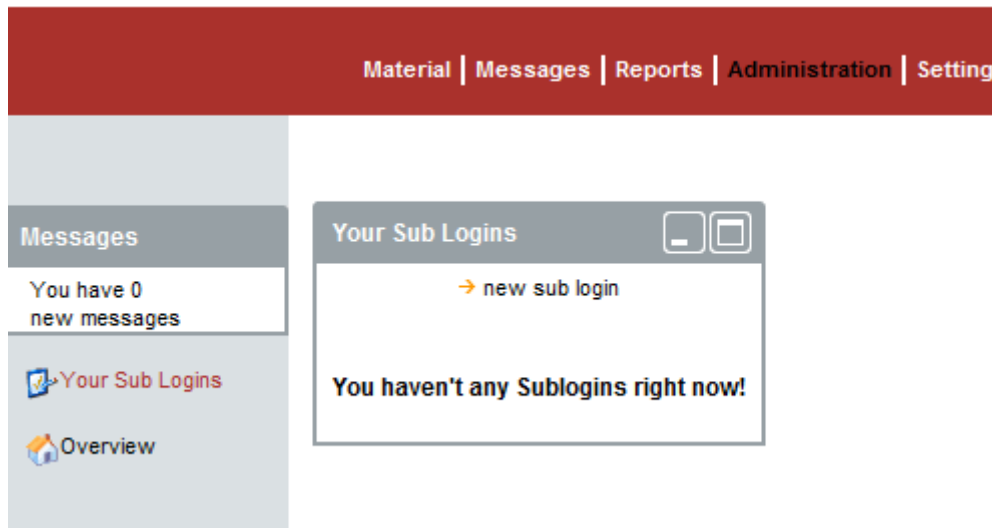 Material | Messages | Reports | Administration | Setting
Messages
You have 0
new messages
Your Sub Logins
Overview
Your Sub Logins
→ new sub login
You haven't any Sublogins right now!